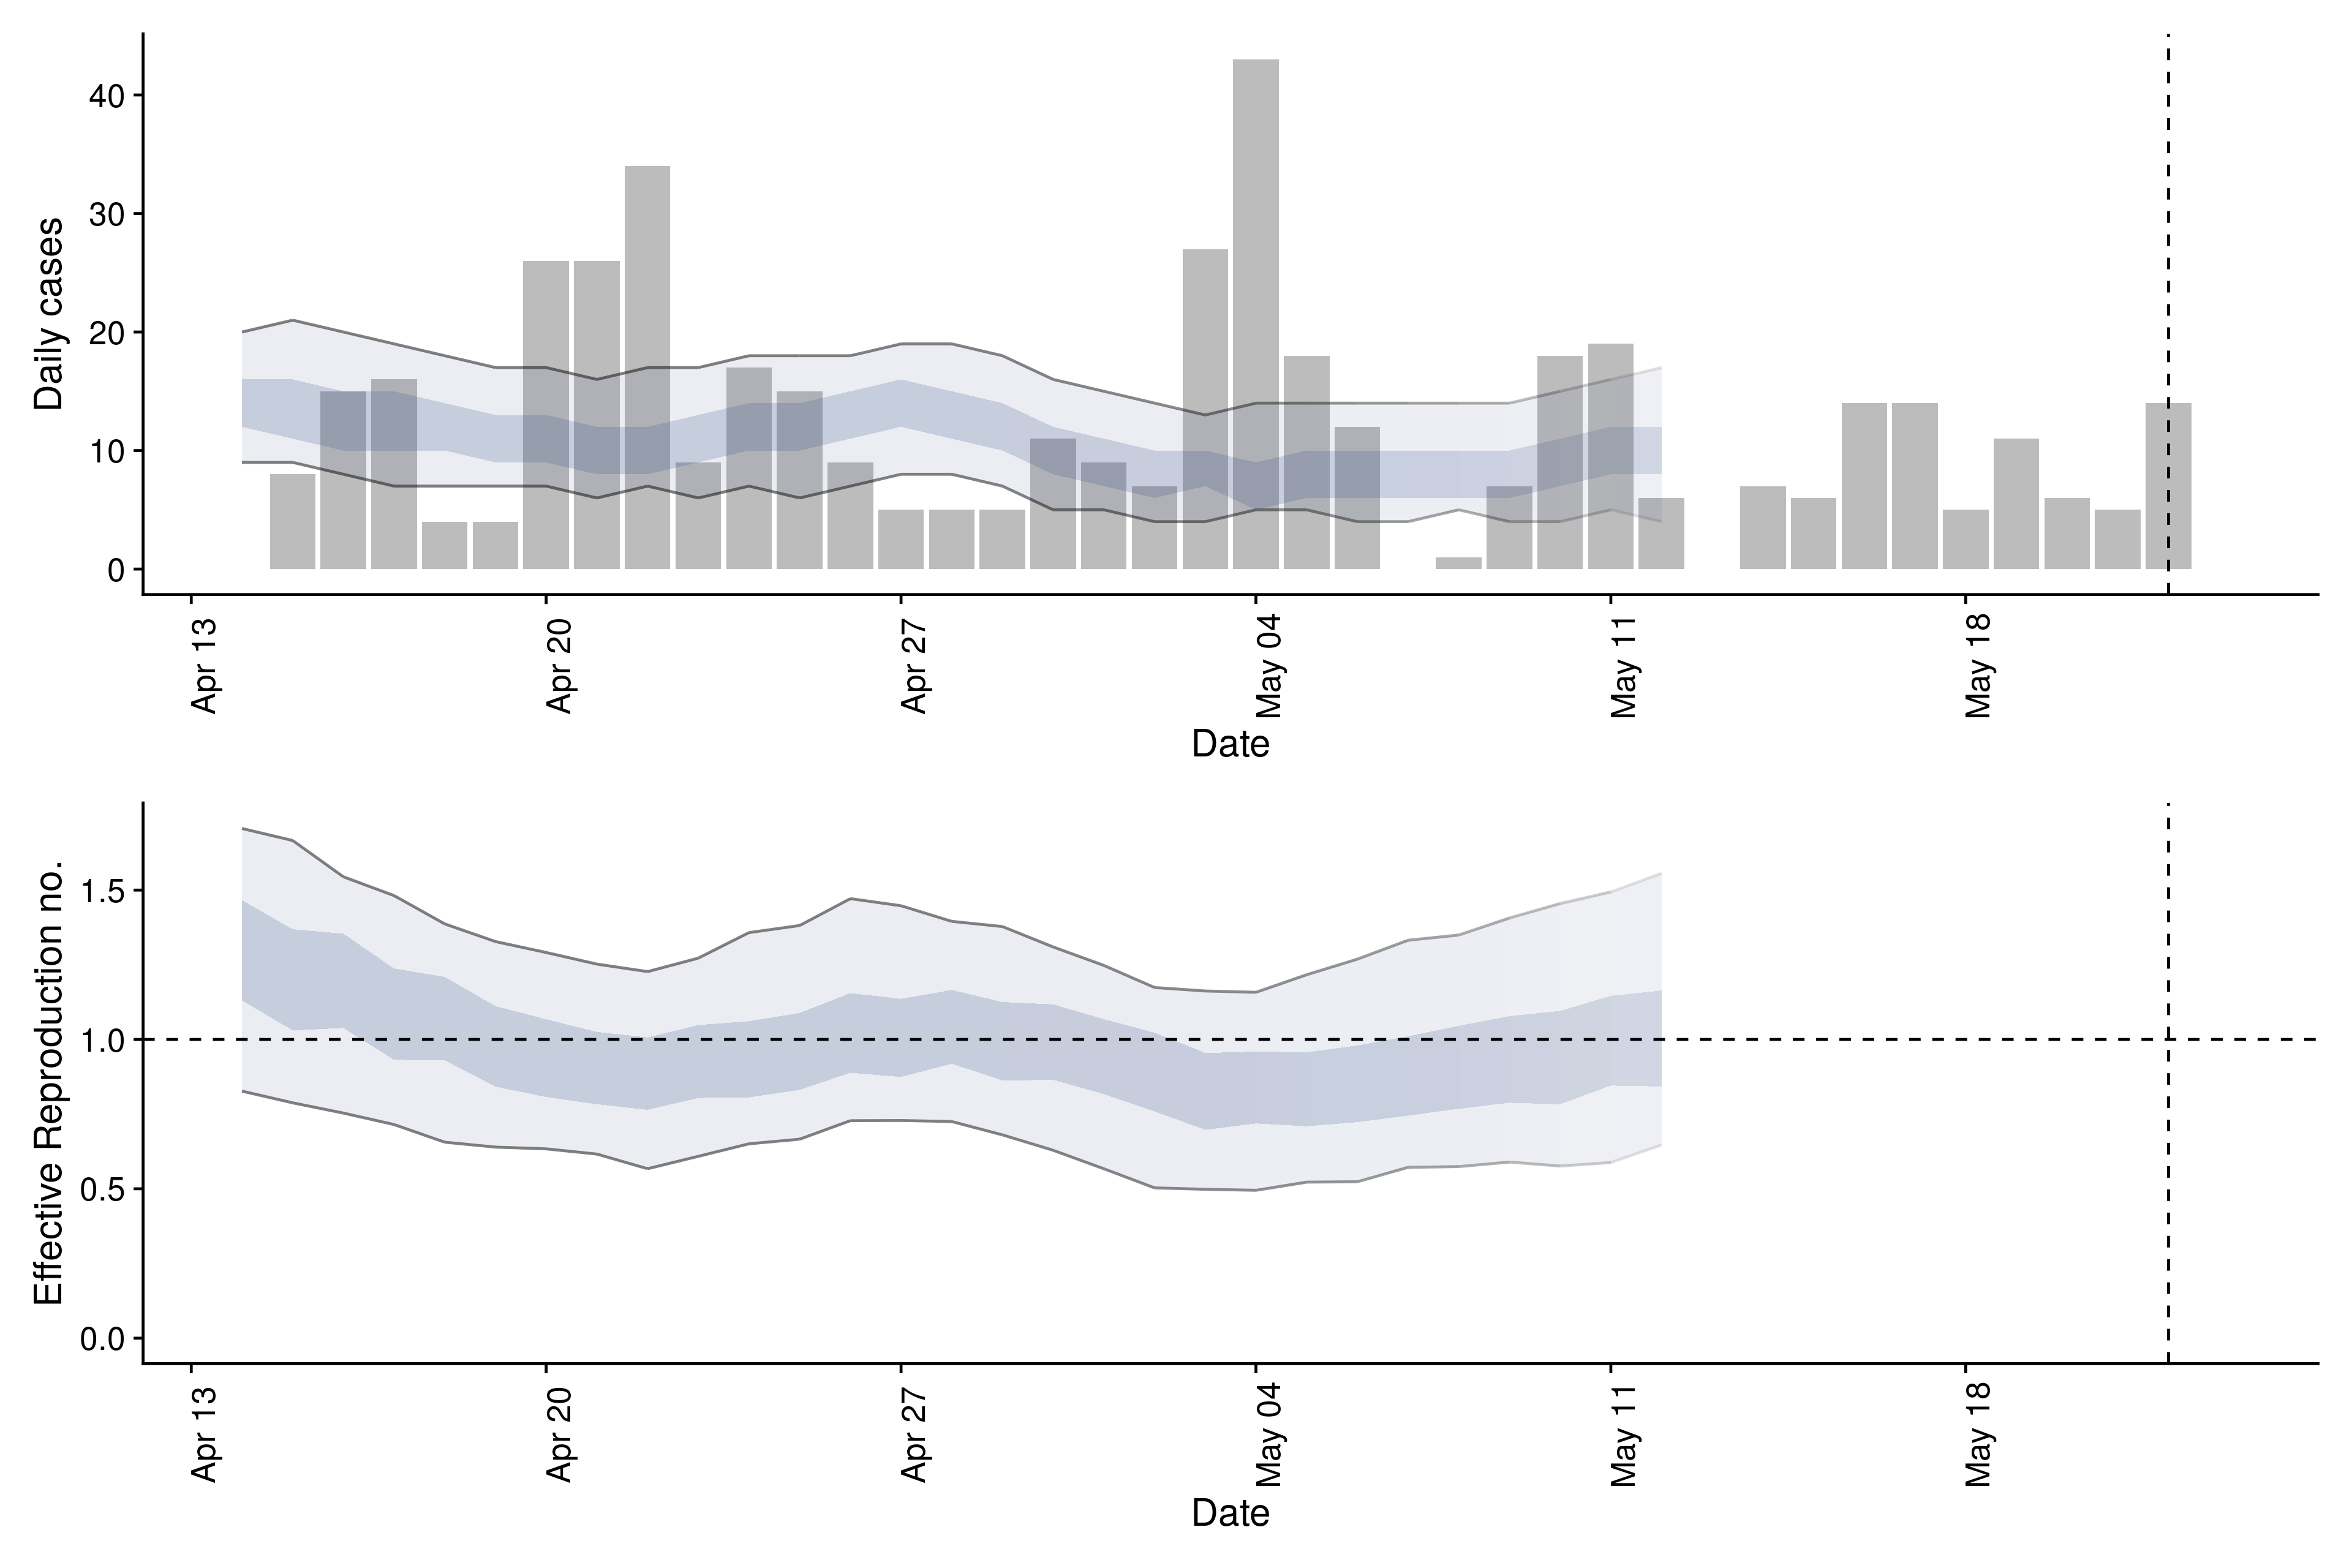 Daily cases
40
30
20
10
0
Apr 13
Apr 20
Apr 27
May 04
May 11
May 18
Date
Effective Reproduction no.
1.5
1.0
0.5
0.0
Apr 13
Apr 20
Apr 27
May 04
May 11
May 18
Date